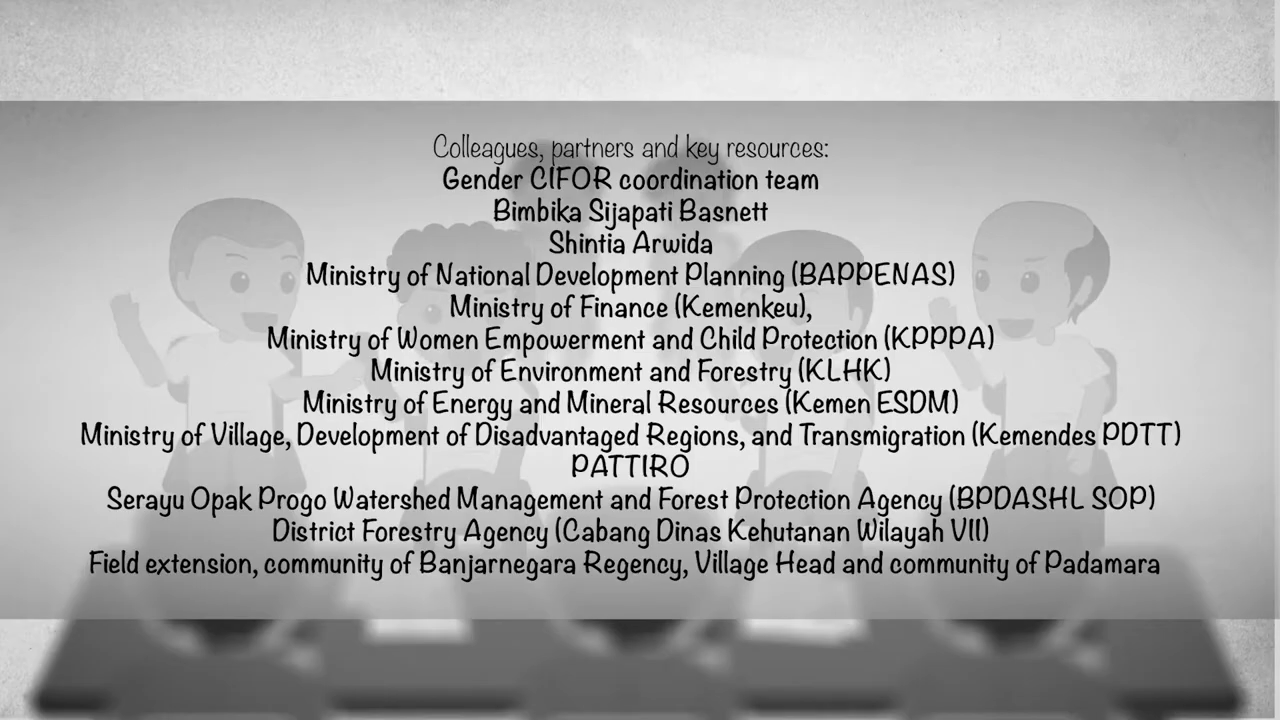 Colleagues, partners and key resources:
Gender CIFOR coordination team
Bimbika Sijapati Basnett
Shintia Arwida
Ministry of National Development Planning (BAPPENAS)
Ministry of Finance (Kemenkeu),
Ministry of Women Empowerment and Child Protection (KPPPA)
Ministry of Environment and Forestry (KLHK)
Ministry of Energy and Mineral Resources (Kemen ESDM)
Ministry of Village, Development of Disadvantaged Regions, and Transmigration (Kemendes PDTT)
PATTIRO
Serayu Opak Progo Watershed Management and Forest Protection Agency (BPDASHL SOP)
District Forestry Agency (Cabang Dinas Kehutanan Wilayah VII)
Field extension, community of Banjarnegara Regency, Village Head and community of Padamara